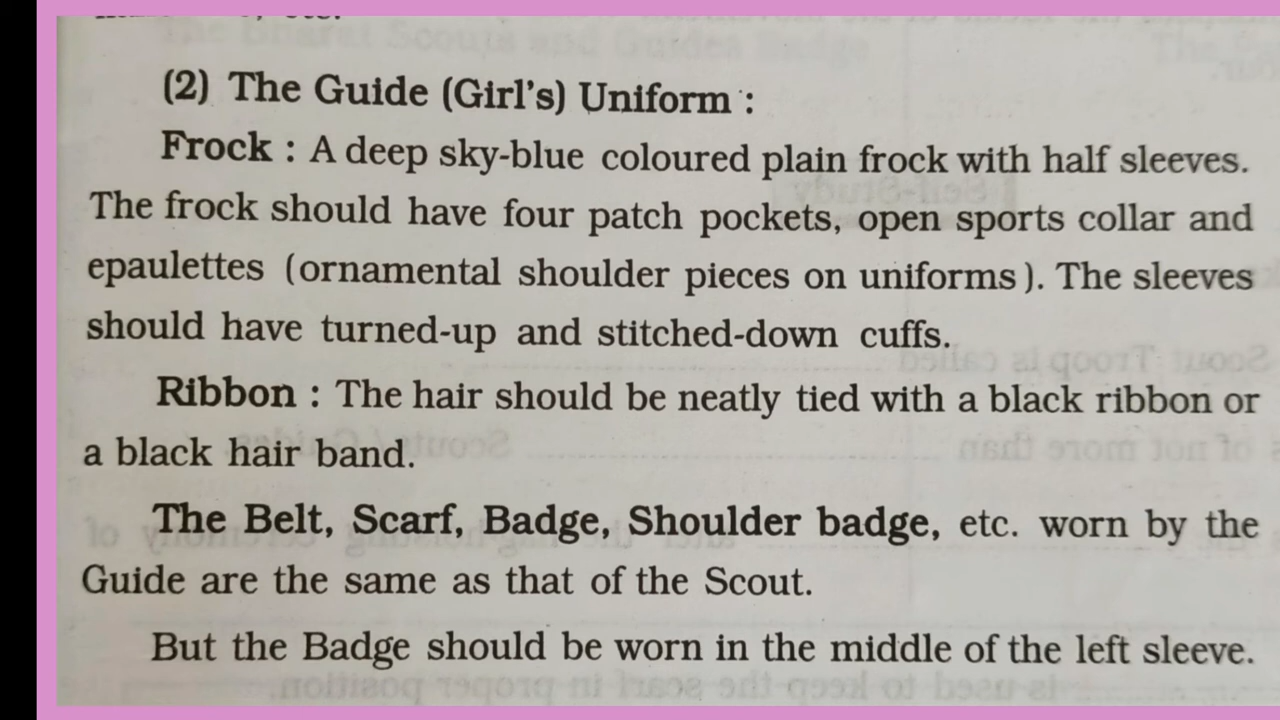 (2) The Guide (Girl's) Uniform :
Frock : A deep sky-blue coloured plain frock with half sleeves.
The frock should have four patch pockets, open sports collar and
epaulettes (ornamental shoulder pieces on uniforms). The sleeves
should have turned-up and stitched-down cuffs.
Ribbon : The hair should be neatly tied with a black ribbon or
a black hair band.
The Belt, Scarf, Badge, Shoulder badge, etc. worn by the
Guide are the same as that of the Scout.
But the Badge should be worn in the middle of the left sleeve.